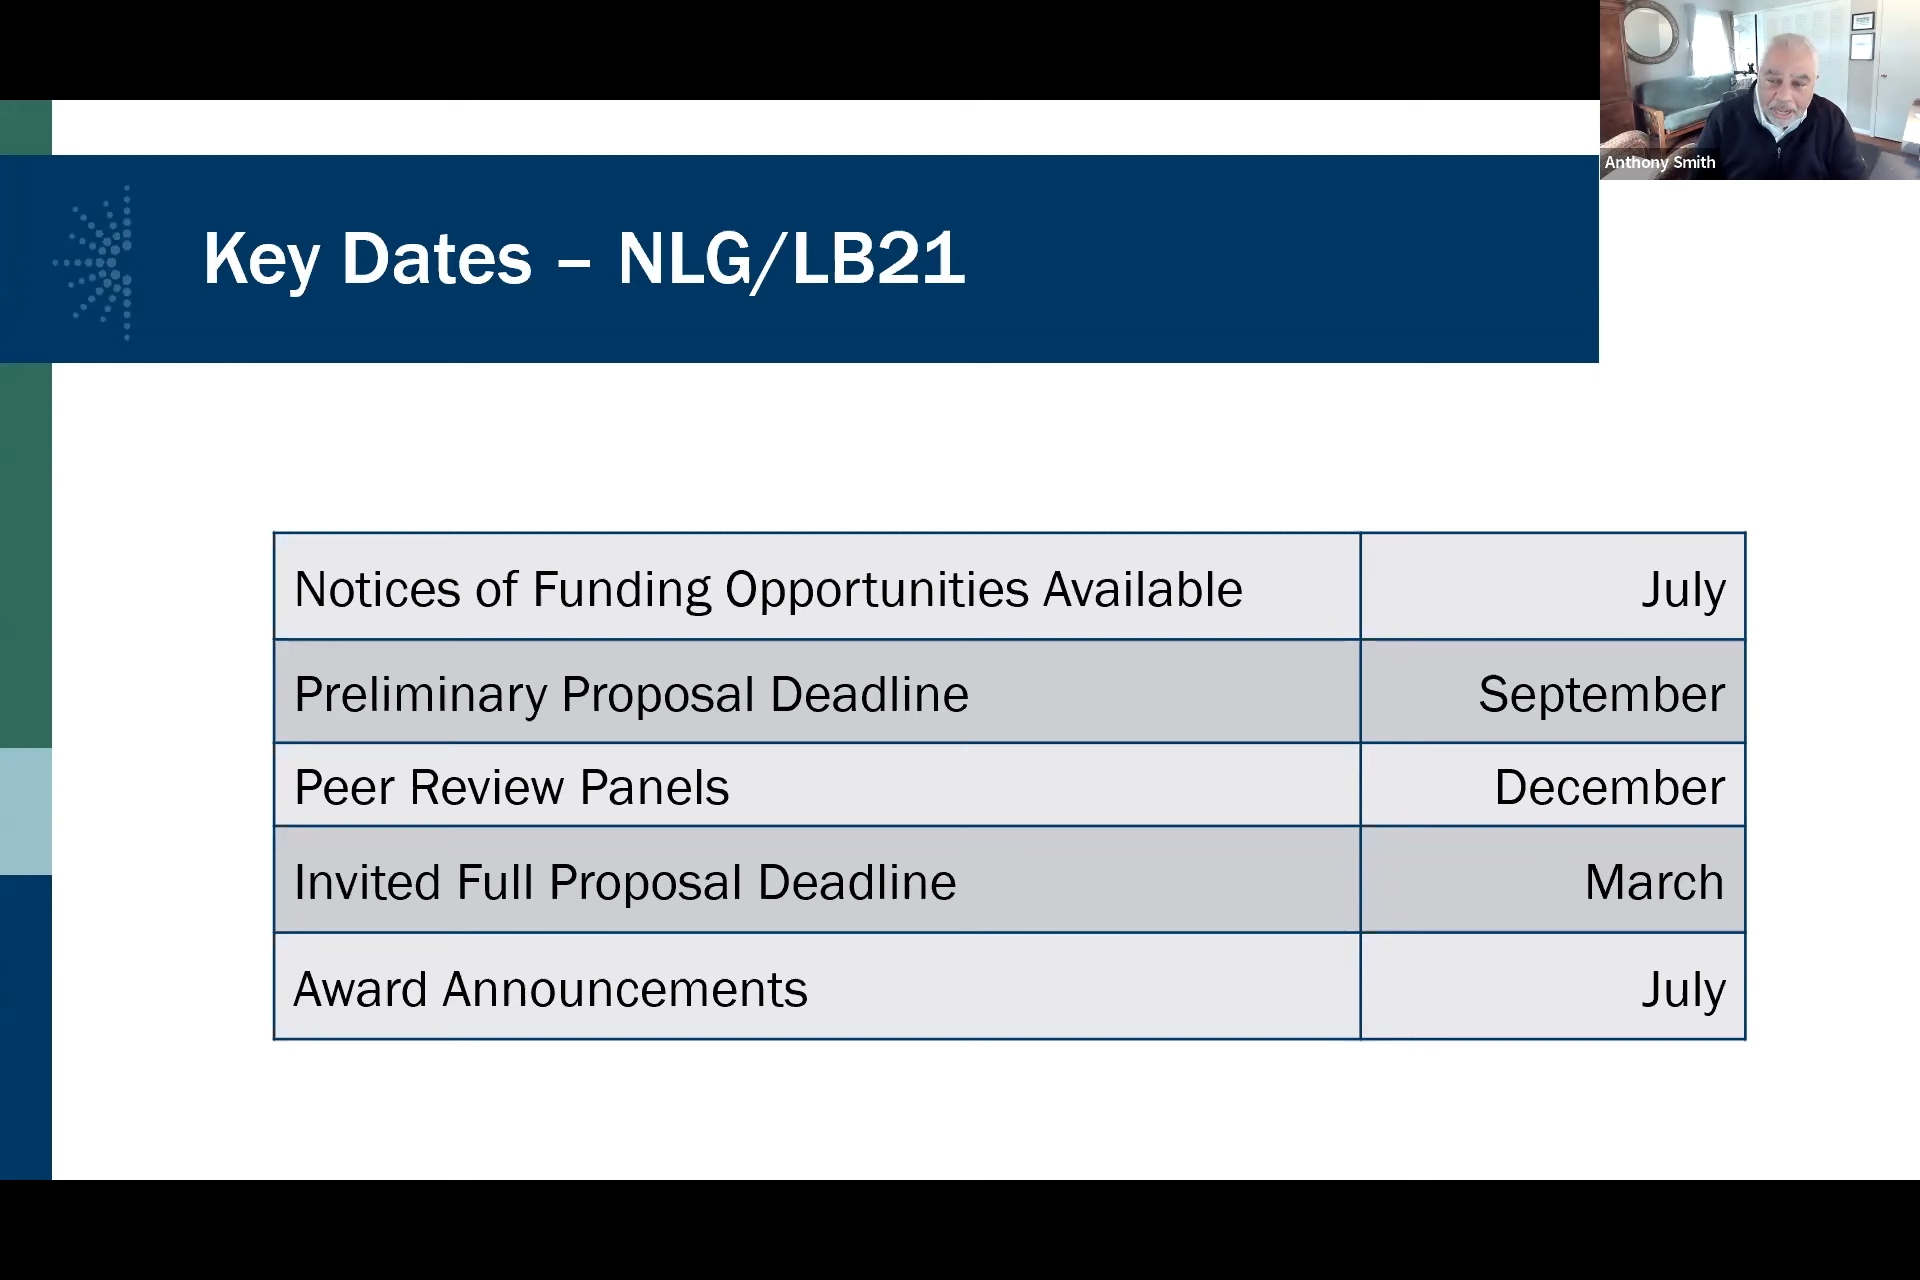 Anthony Smith
Key Dates – NLG/LB21
Notices of Funding Opportunities Available July
Preliminary Proposal Deadline September
Peer Review Panels December
Invited Full Proposal Deadline March
Award Announcements July